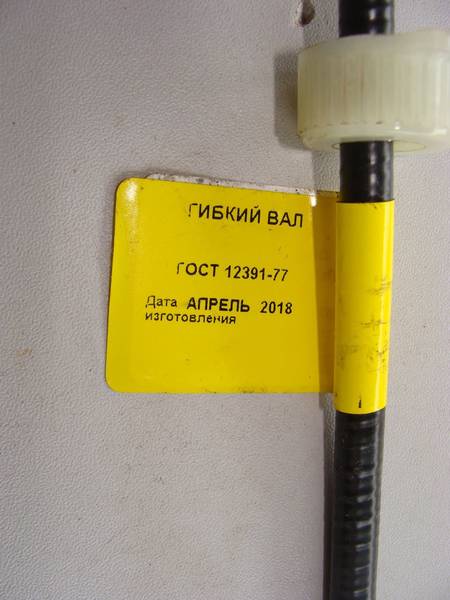 ГИБКИЙ ВАЛ
ГОСТ 12391-77
Дата АПРЕЛЬ 2018
изготовления